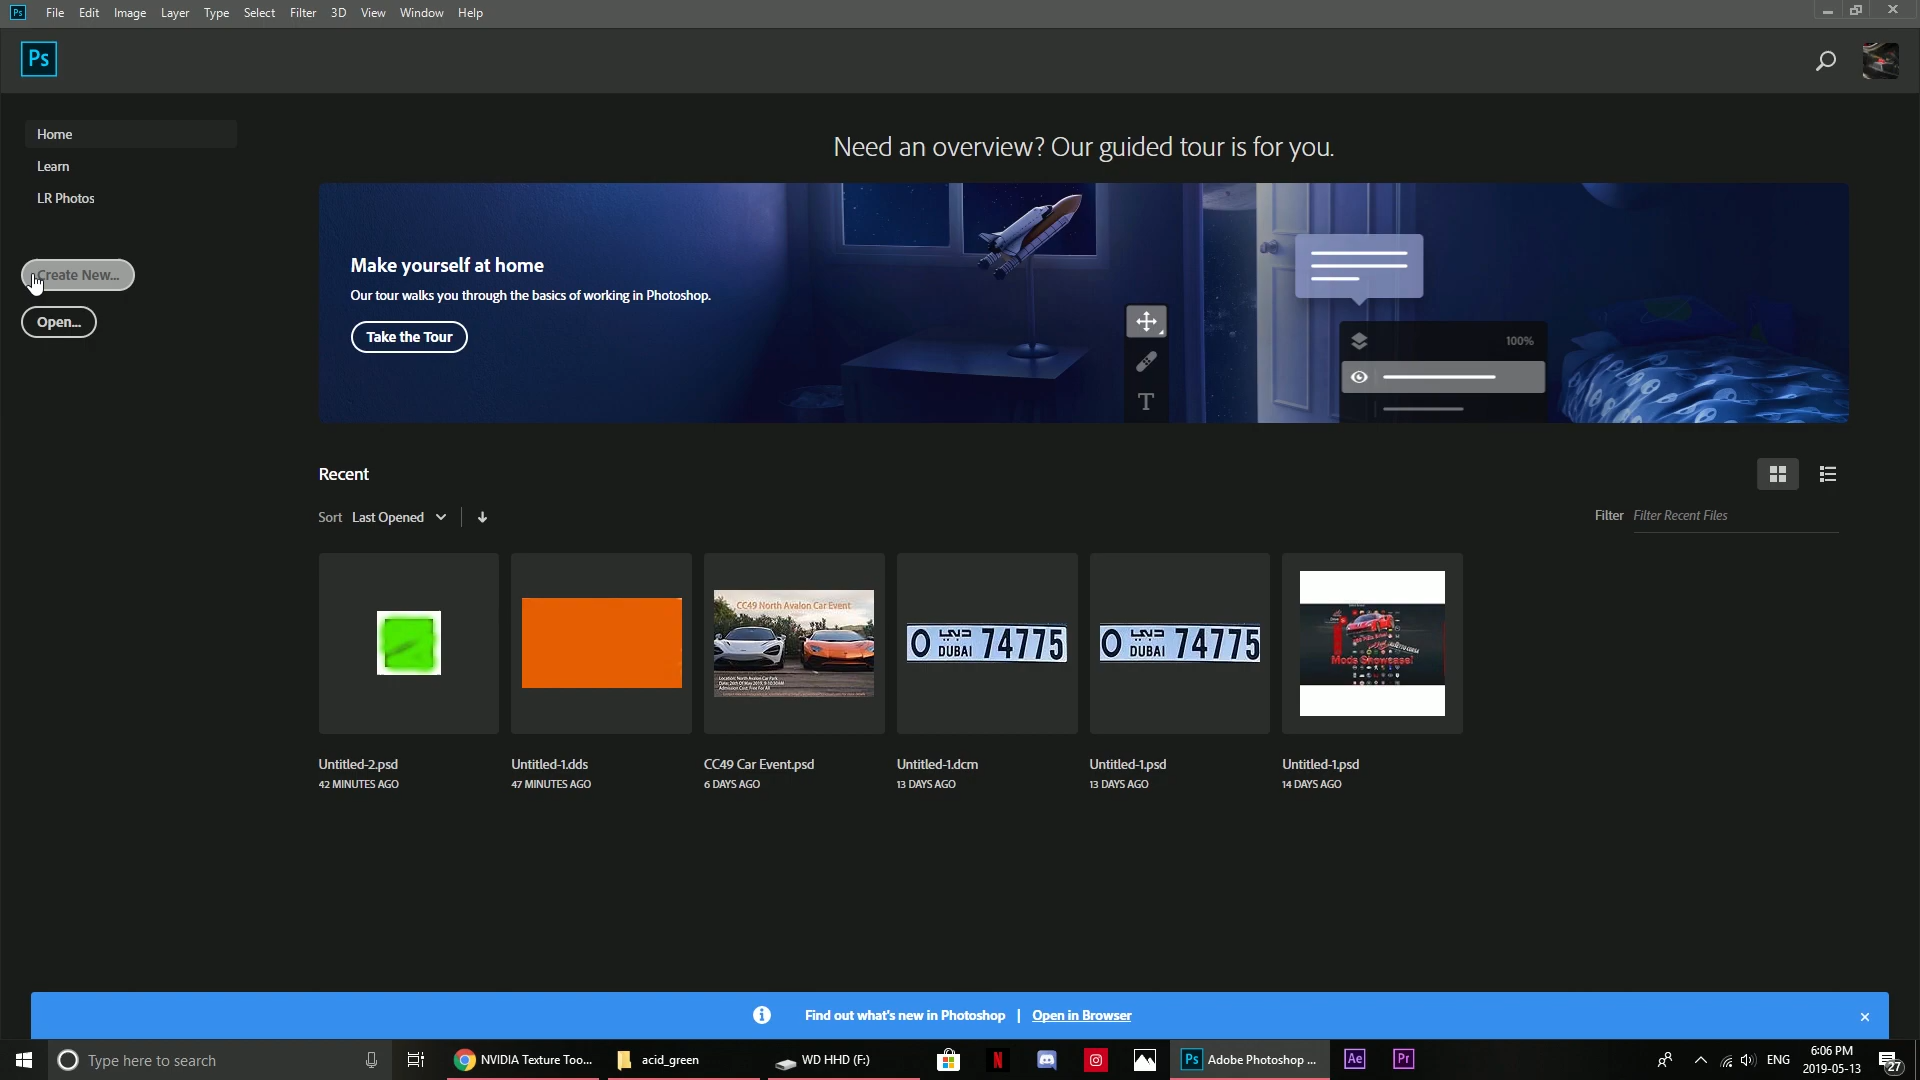 Ps File Edit Image Layer Type Select Filter 3D View Window Help
Ps
Home
Learn
LR Photos
Create New...
Open...
Need an overview? Our guided tour is for you.
Make yourself at home
Our tour walks you through the basics of working in Photoshop.
Take the Tour
100%
T
Recent
Sort Last Opened
Filter Filter Recent Files
CC49 North Avalon Car Event
O DUBAI دبي 74775
O DUBAI دبي 74775
Mods Showcase!
Untitled-2.psd
42 MINUTES AGO
Untitled-1.dds
47 MINUTES AGO
CC49 Car Event.psd
6 DAYS AGO
Untitled-1.dcm
13 DAYS AGO
Untitled-1.psd
13 DAYS AGO
Untitled-1.psd
14 DAYS AGO
Find out what's new in Photoshop | Open in Browser
Type here to search
NVIDIA Texture Too...
acid_green
WD HHD (F:)
Ps Adobe Photoshop ...
Ae
Pr
ENG
6:06 PM
2019-05-13
27